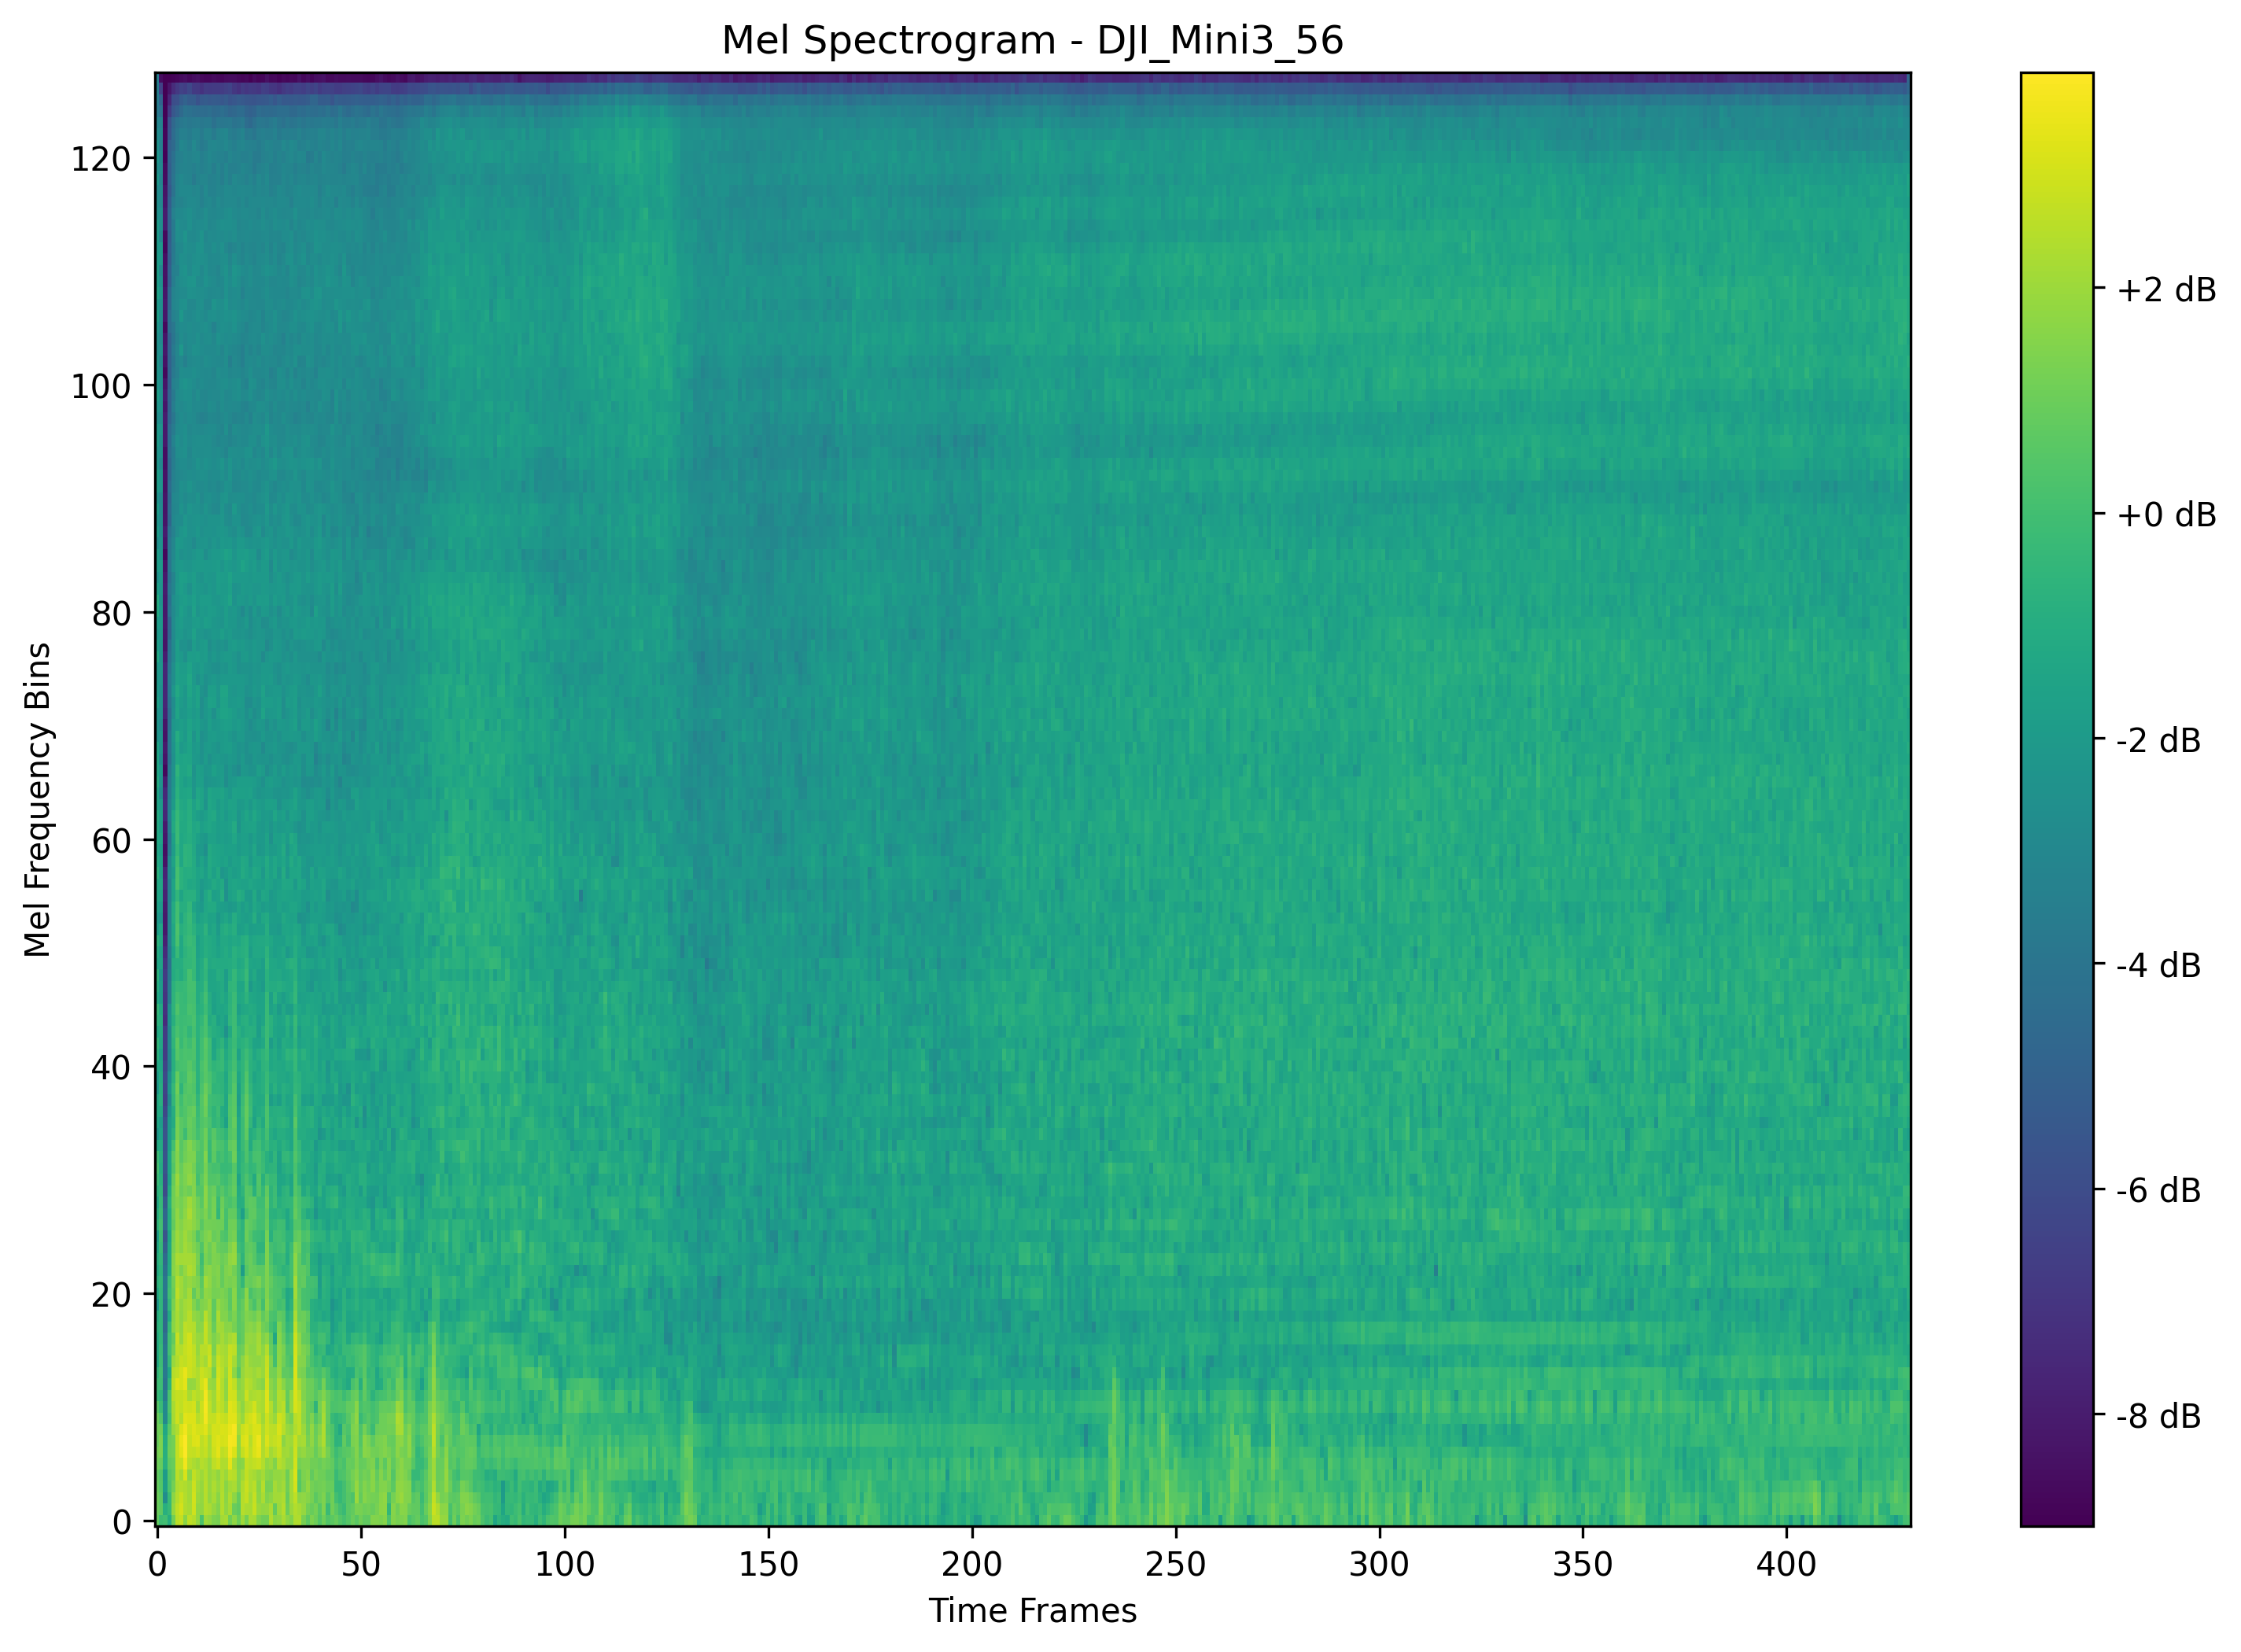 Mel Spectrogram - DJI_Mini3_56
Mel Frequency Bins
120
100
80
60
40
20
0
0 50 100 150 200 250 300 350 400
Time Frames
+2 dB
+0 dB
-2 dB
-4 dB
-6 dB
-8 dB